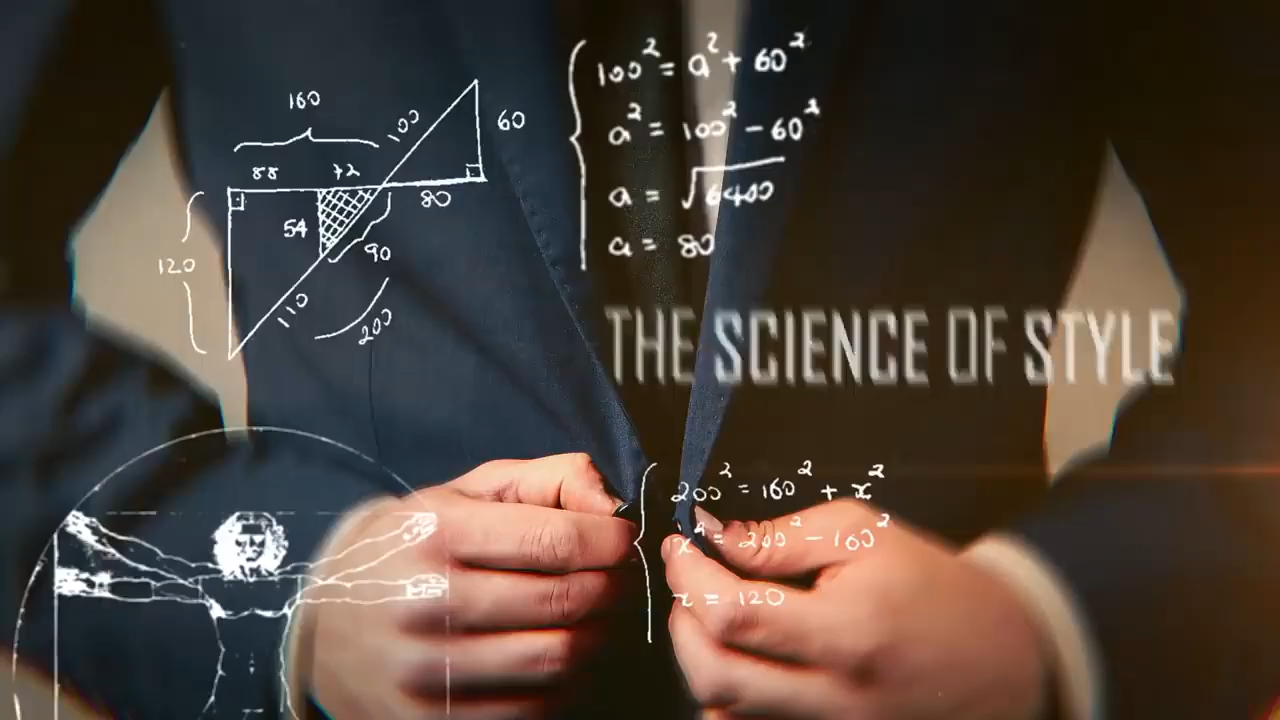 160
100
60
88
72
80
54
90
120
110
200
100² = a² + 60²
a² = 100² - 60²
a = √6400
a = 80
THE SCIENCE OF STYLE
200² = 160² + x²
x² = 200² - 160²
x = 120